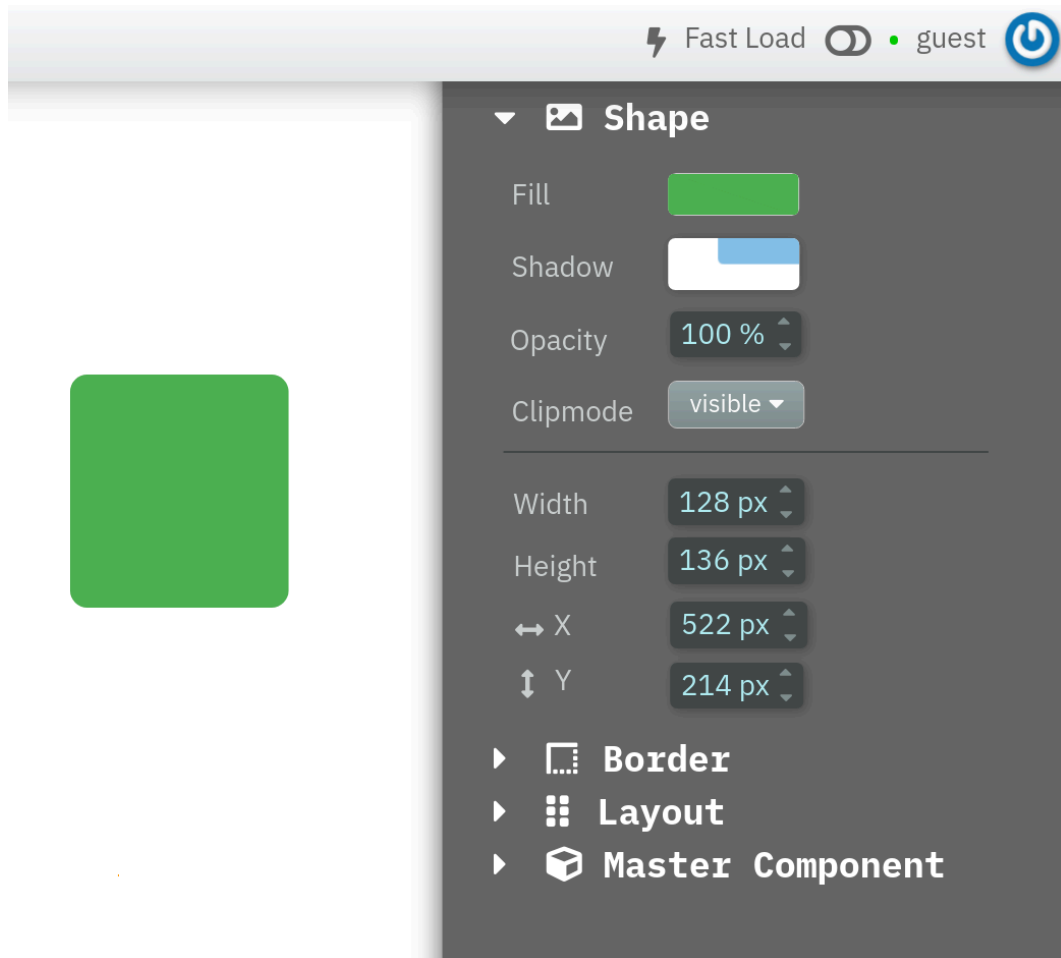 Fast Load guest
Shape
Fill
Shadow
Opacity 100 %
Clipmode visible
Width 128 px
Height 136 px
X 522 px
Y 214 px
Border
Layout
Master Component